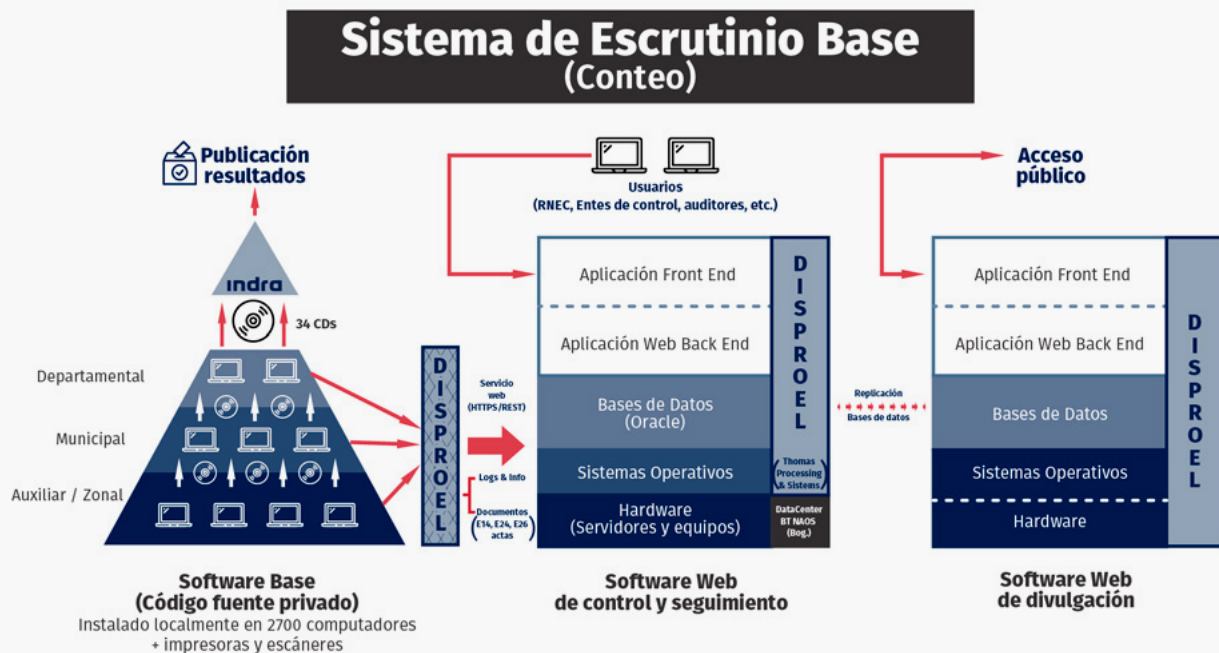 Sistema de Escrutinio Base
(Conteo)
Publicación
resultados
indra
34 CDs
Departamental
Municipal
Auxiliar / Zonal
Software Base
(Código fuente privado)
Instalado localmente en 2700 computadores
+ impresoras y escáneres
DISPROEL
Servicio
web
(HTTPS/REST)
Logs & Info
Documentos
(E14, E24, E26
actas)
Usuarios
(RNEC, Entes de control, auditores, etc.)
Aplicación Front End
Aplicación Web Back End
Bases de Datos
(Oracle)
Sistemas Operativos
Hardware
(Servidores y equipos)
DISPROEL
(Thomas
Processing
& Sistems)
DataCenter
BT NAOS
(Bog.)
Software Web
de control y seguimiento
Replicación
Bases de datos
Acceso
público
Aplicación Front End
Aplicación Web Back End
Bases de Datos
Sistemas Operativos
Hardware
DISPROEL
Software Web
de divulgación